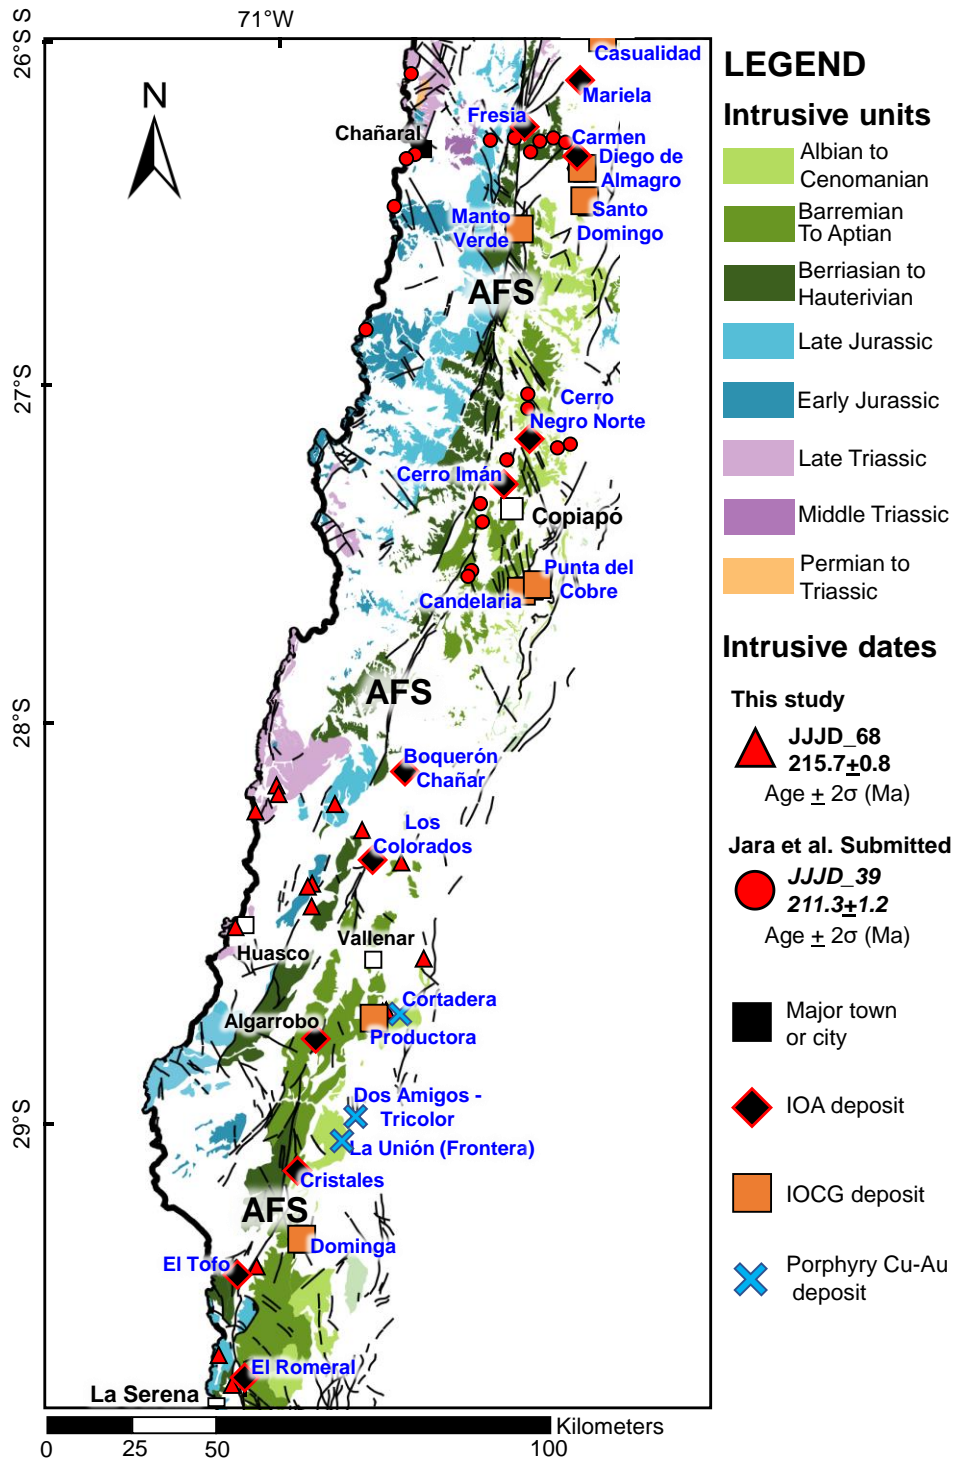 71°W
26°S S
N
Casualidad
Mariela
Fresia
Chañaral
Carmen
Diego de
Almagro
Manto
Verde
Santo
Domingo
AFS
27°S
Cerro
Negro Norte
Cerro Imán
Copiapó
Punta del
Cobre
Candelaria
AFS
28°S
Boquerón
Chañar
Los
Colorados
Vallenar
Huasco
Cortadera
Algarrobo
Productora
Dos Amigos -
Tricolor
29°S
La Unión (Frontera)
Cristales
AFS
Dominga
El Tofo
El Romeral
La Serena
Kilometers
0 25 50 100
LEGEND
Intrusive units
Albian to
Cenomanian
Barremian
To Aptian
Berriasian to
Hauterivian
Late Jurassic
Early Jurassic
Late Triassic
Middle Triassic
Permian to
Triassic
Intrusive dates
This study
JJJD_68
215.7±0.8
Age ± 2σ (Ma)
Jara et al. Submitted
JJJD_39
211.3±1.2
Age ± 2σ (Ma)
Major town
or city
IOA deposit
IOCG deposit
Porphyry Cu-Au
deposit